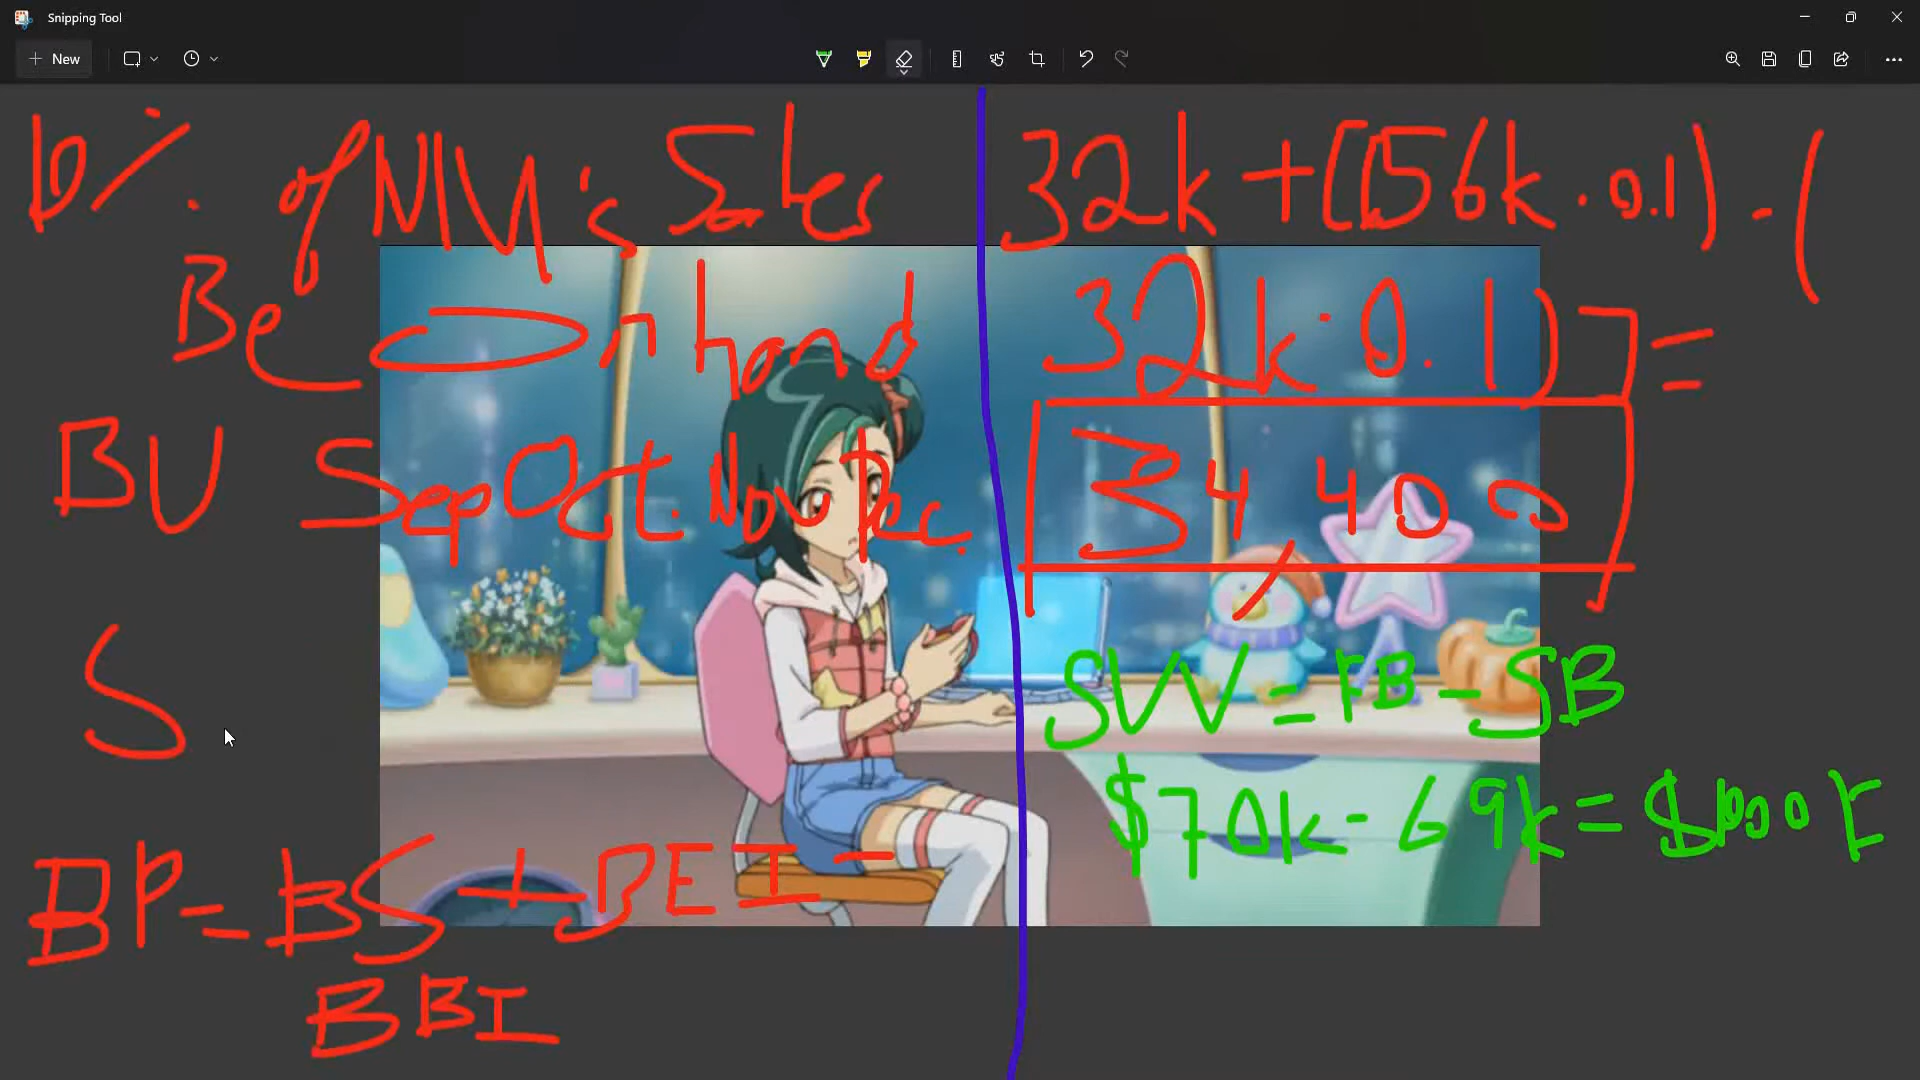 Snipping Tool
New
10% of NM's Sales
Be On hand
BU Sep Oct. Nov Dec.
S
BP = BS + BEI -
BBI
32k + [(56k · 0.1) - (
32k · 0.1)] =
34,400
SVV = FB - SB
$70k - 69k = $1000 F